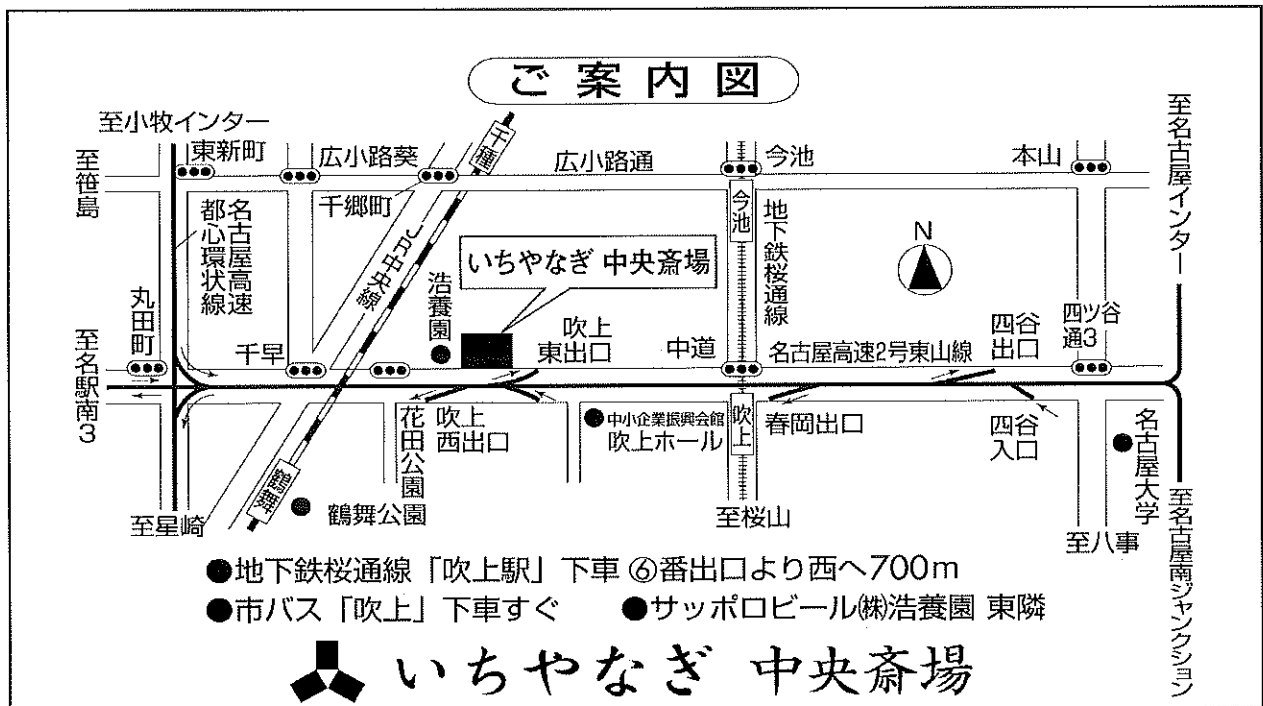 ご案内図
至小牧インター
至笹島
東新町
広小路葵
千種
広小路通
今池
本山
至名古屋インター
千郷町
名古屋高速
都心環状線
JR中央線
いちやなぎ 中央斎場
今池
地下鉄桜通線
N
浩養園
丸田町
千早
吹上
東出口
中道
名古屋高速2号東山線
四谷
出口
四ツ谷
通3
至名駅南3
花田公園
吹上
西出口
中小企業振興会館
吹上ホール
吹上
春岡出口
四谷
入口
名古屋大学
鶴舞
鶴舞公園
至星崎
至桜山
至八事
至名古屋南ジャンクション
●地下鉄桜通線「吹上駅」下車 ⑥番出口より西へ700m
●市バス「吹上」下車すぐ ●サッポロビール㈱浩養園 東隣
いちやなぎ 中央斎場